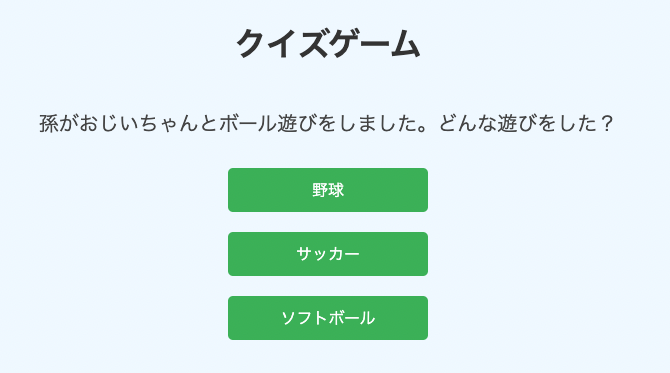 クイズゲーム
孫がおじいちゃんとボール遊びをしました。どんな遊びをした？
野球
サッカー
ソフトボール